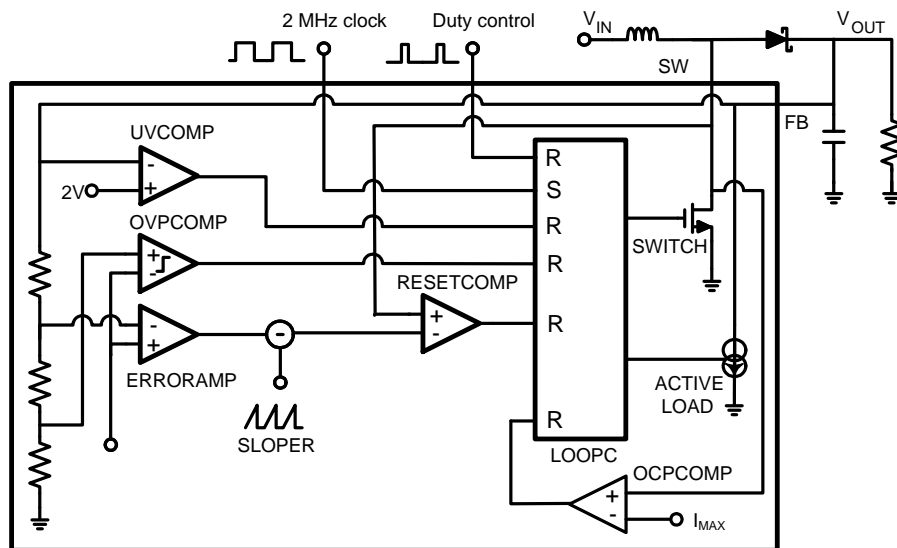 2 MHz clock
Duty control
V_IN
V_OUT
SW
FB
UVCOMP
-
+
2V
OVPCOMP
+
-
RESETCOMP
+
-
-
+
ERRORAMP
-
SLOPER
R
S
R
R
R
R
LOOPC
SWITCH
ACTIVE
LOAD
OCPCOMP
+
-
I_MAX